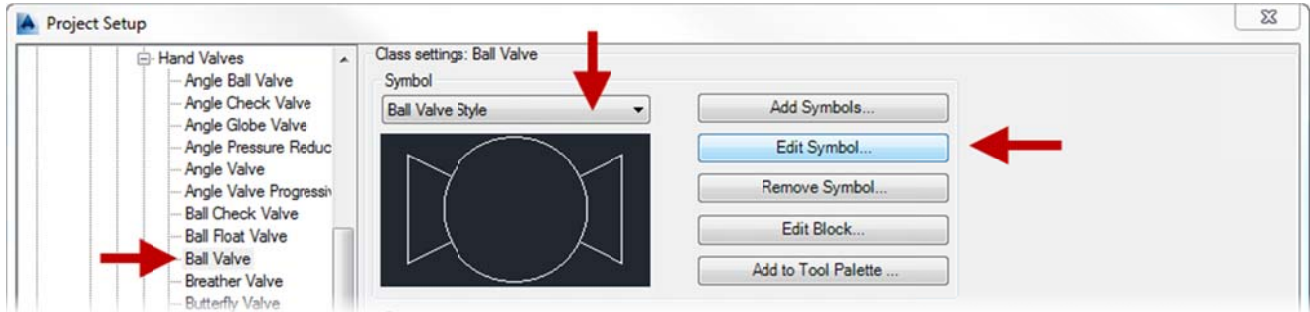 Project Setup
Hand Valves
Angle Ball Valve
Angle Check Valve
Angle Globe Valve
Angle Pressure Reduc
Angle Valve
Angle Valve Progressiv
Ball Check Valve
Ball Float Valve
Ball Valve
Breather Valve
Butterfly Valve
Class settings: Ball Valve
Symbol
Ball Valve Style
Add Symbols...
Edit Symbol...
Remove Symbol...
Edit Block...
Add to Tool Palette ...